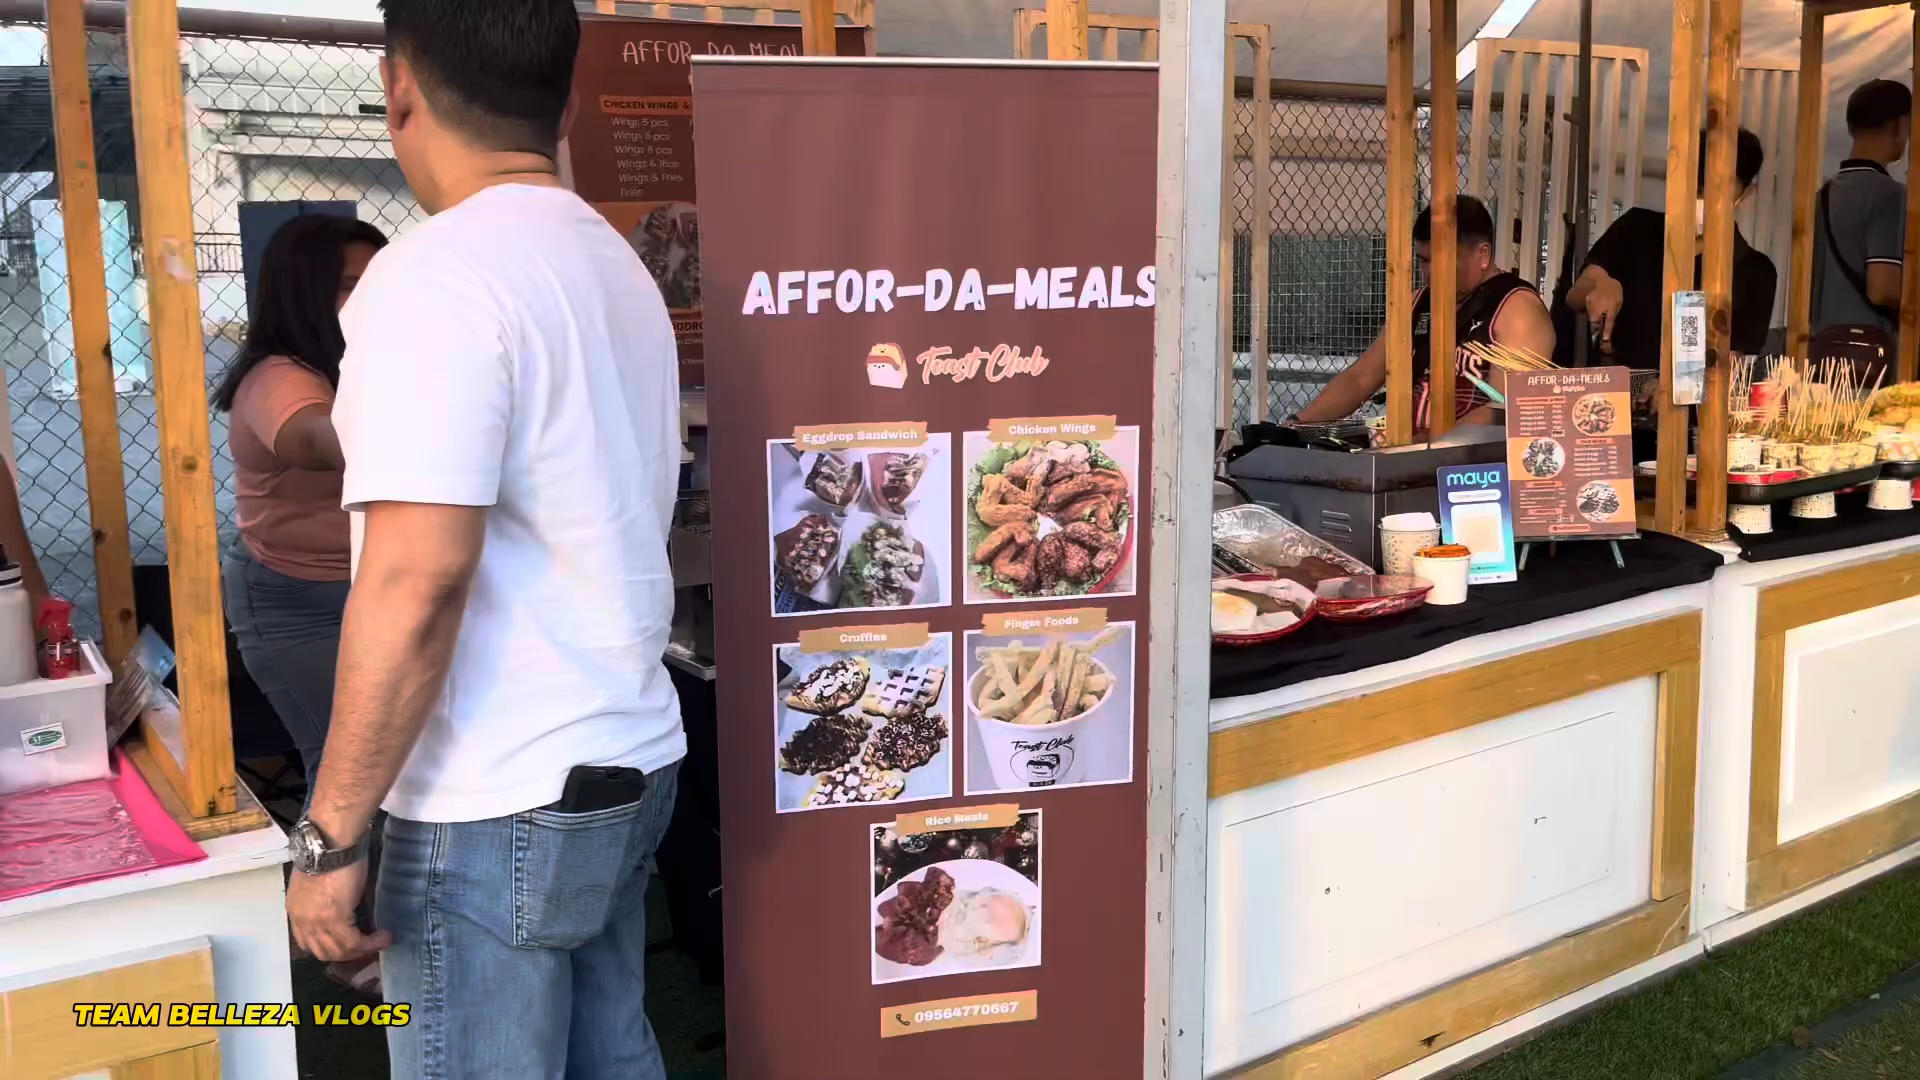 AFFOR-DA-MEAL
CHICKEN WINGS &
Wings 5 pcs
Wings 6 pcs
Wings 8 pcs
Wings & Rice
Wings & Fries
Fries
AFFOR-DA-MEALS
Toast Club
Eggdrop Sandwich
Chicken Wings
Croffles
Finger Foods
Toast Club
Rice Meals
09564770667
maya
AFFOR-DA-MEALS
TEAM BELLEZA VLOGS